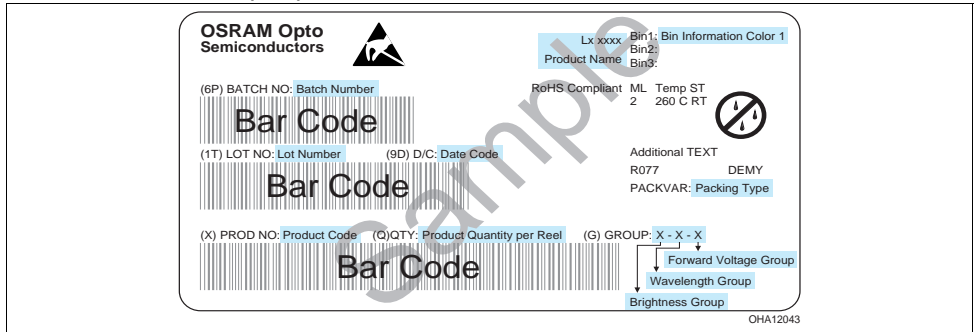 OSRAM Opto
Semiconductors
Lx xxxx
Product Name
Bin1: Bin Information Color 1
Bin2:
Bin3:
(6P) BATCH NO: Batch Number
RoHS Compliant ML Temp ST
2 260 C RT
Bar Code
(1T) LOT NO: Lot Number (9D) D/C: Date Code
Additional TEXT
R077 DEMY
PACKVAR: Packing Type
Bar Code
(X) PROD NO: Product Code (Q)QTY: Product Quantity per Reel (G) GROUP: X - X - X
Bar Code
Forward Voltage Group
Wavelength Group
Brightness Group
Sample
OHA12043